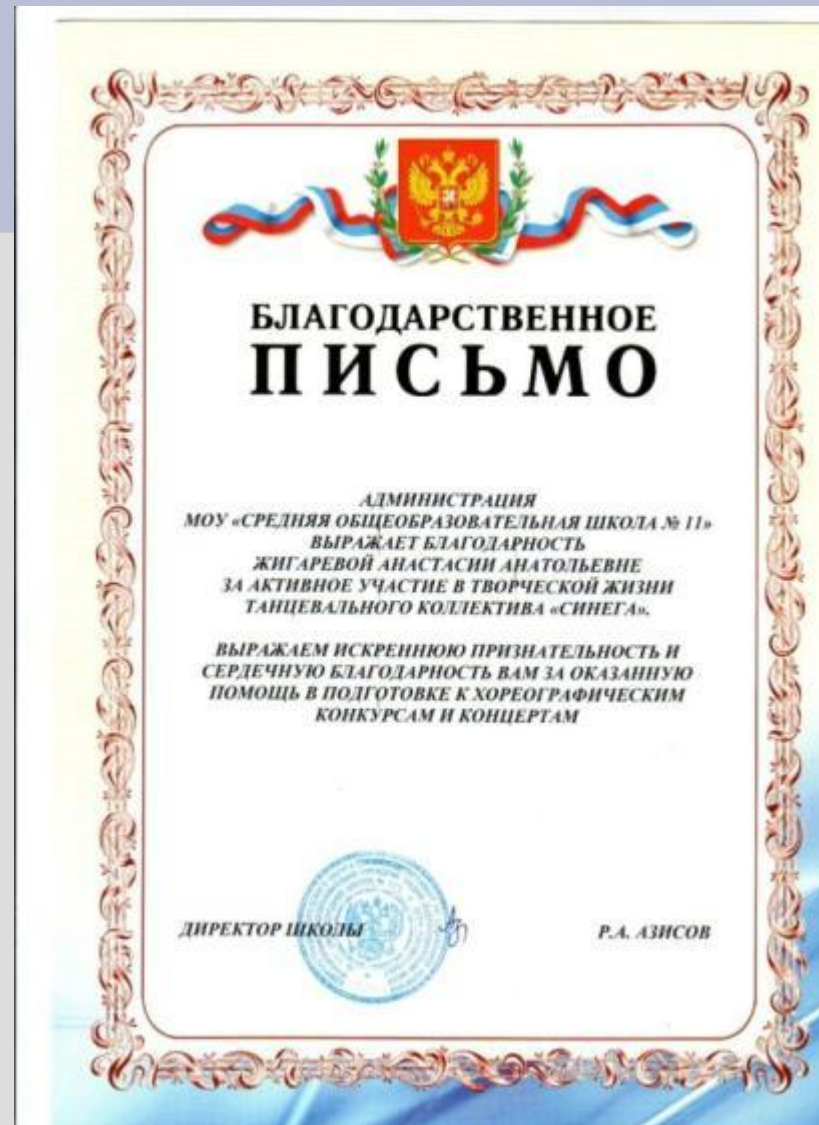 БЛАГОДАРСТВЕННОЕ
ПИСЬМО
АДМИНИСТРАЦИЯ
МОУ «СРЕДНЯЯ ОБЩЕОБРАЗОВАТЕЛЬНАЯ ШКОЛА № 11»
ВЫРАЖАЕТ БЛАГОДАРНОСТЬ
ЖИГАРЕВОЙ АНАСТАСИИ АНАТОЛЬЕВНЕ
ЗА АКТИВНОЕ УЧАСТИЕ В ТВОРЧЕСКОЙ ЖИЗНИ
ТАНЦЕВАЛЬНОГО КОЛЛЕКТИВА «СИНЕГА».
ВЫРАЖАЕМ ИСКРЕННЮЮ ПРИЗНАТЕЛЬНОСТЬ И
СЕРДЕЧНУЮ БЛАГОДАРНОСТЬ ВАМ ЗА ОКАЗАННУЮ
ПОМОЩЬ В ПОДГОТОВКЕ К ХОРЕОГРАФИЧЕСКИМ
КОНКУРСАМ И КОНЦЕРТАМ
ДИРЕКТОР ШКОЛЫ Р.А. АЗИСОВ